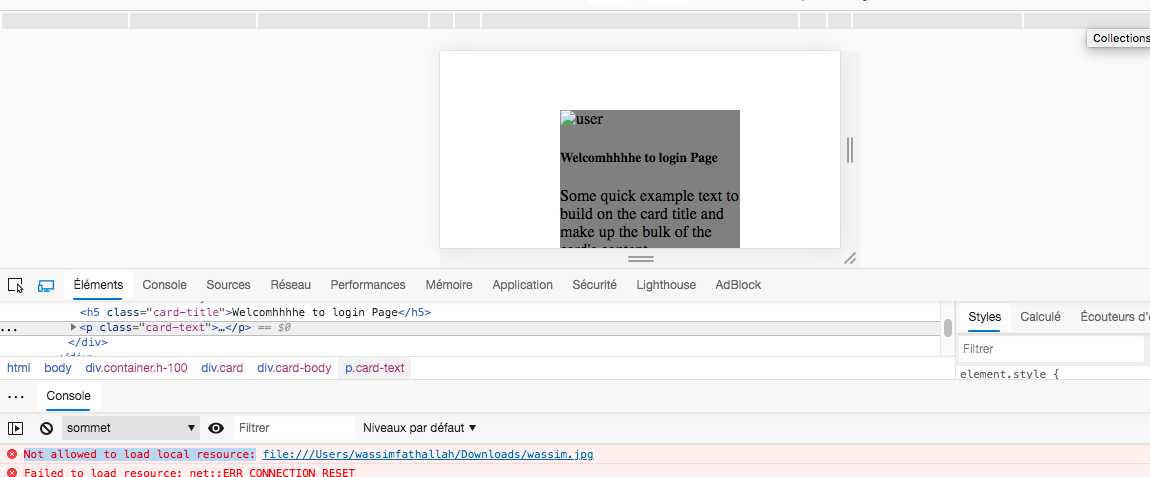 Collections
user
Welcomhhhhe to login Page
Some quick example text to
build on the card title and
make up the bulk of the
card's content
Éléments Console Sources Réseau Performances Mémoire Application Sécurité Lighthouse AdBlock
<h5 class="card-title">Welcomhhhhe to login Page</h5>
... <p class="card-text">…</p> == $0
</div>
</div>
Styles Calculé Écouteurs d'é
Filtrer
element.style {
html body div.container.h-100 div.card div.card-body p.card-text
... Console
sommet Filtrer Niveaux par défaut
Not allowed to load local resource: file:///Users/wassimfathallah/Downloads/wassim.jpg
Failed to load resource: net::ERR_CONNECTION_RESET